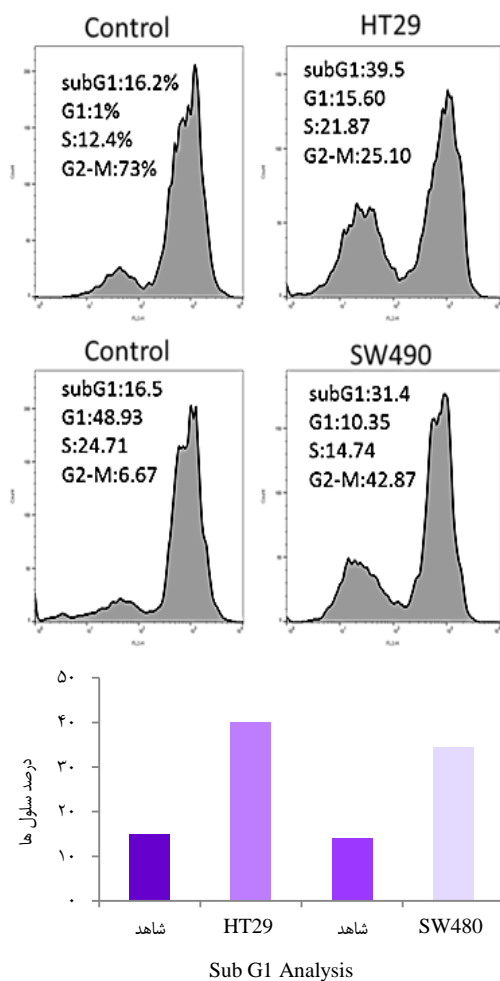 Control
subG1:16.2%
G1:1%
S:12.4%
G2-M:73%
HT29
subG1:39.5
G1:15.60
S:21.87
G2-M:25.10
Control
subG1:16.5
G1:48.93
S:24.71
G2-M:6.67
SW490
subG1:31.4
G1:10.35
S:14.74
G2-M:42.87
درصد سلول ها
۵۰
۴۰
۳۰
۲۰
۱۰
۰
شاهد HT29 شاهد SW480
Sub G1 Analysis